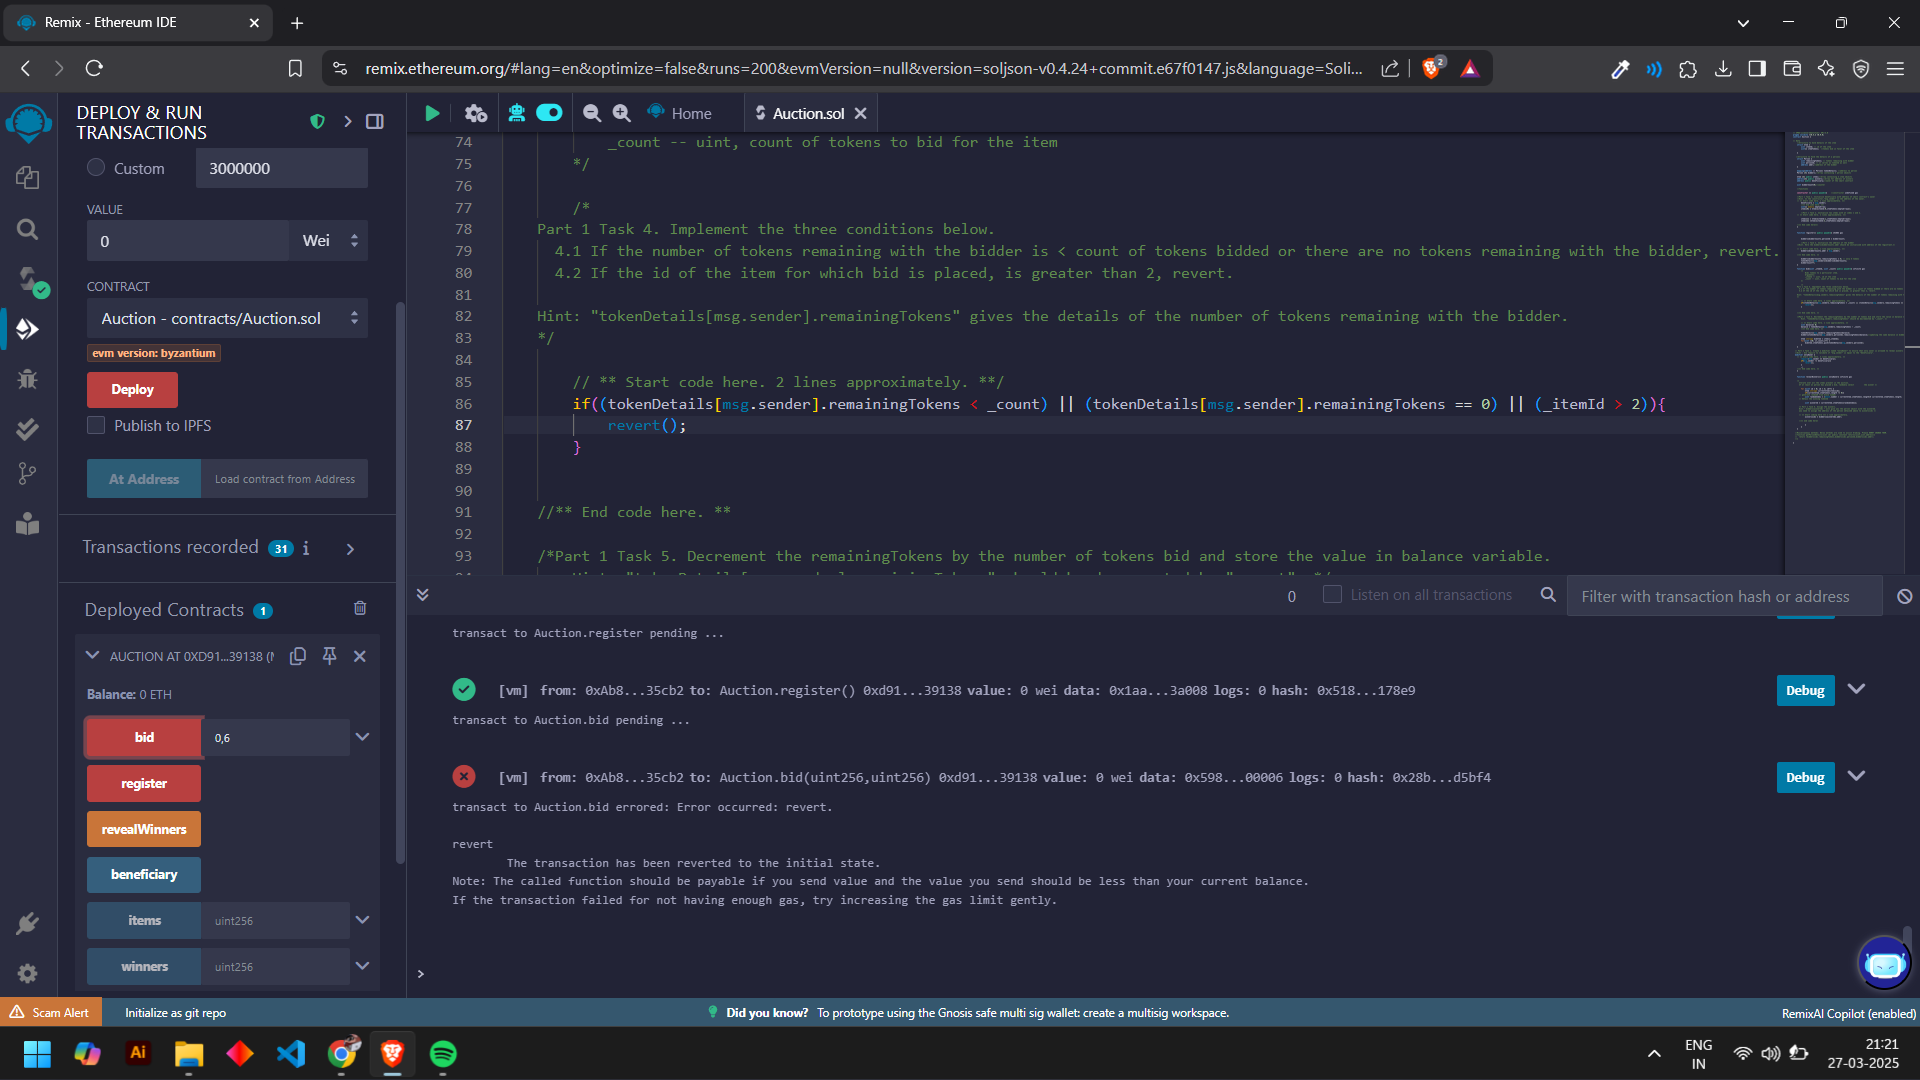 Remix - Ethereum IDE
remix.ethereum.org/#lang=en&optimize=false&runs=200&evmVersion=null&version=soljson-v0.4.24+commit.e67f0147.js&language=Soli...
2
DEPLOY & RUN
TRANSACTIONS
Home
Auction.sol
Custom
3000000
VALUE
0
Wei
CONTRACT
Auction - contracts/Auction.sol
evm version: byzantium
Deploy
Publish to IPFS
At Address
Load contract from Address
Transactions recorded 31 i
Deployed Contracts 1
AUCTION AT 0XD91...39138 (M
Balance: 0 ETH
bid
0,6
register
revealWinners
beneficiary
items
uint256
winners
uint256
74 _count -- uint, count of tokens to bid for the item
75 */
76
77 /*
78 Part 1 Task 4. Implement the three conditions below.
79 4.1 If the number of tokens remaining with the bidder is < count of tokens bidded or there are no tokens remaining with the bidder, revert.
80 4.2 If the id of the item for which bid is placed, is greater than 2, revert.
81
82 Hint: "tokenDetails[msg.sender].remainingTokens" gives the details of the number of tokens remaining with the bidder.
83 */
84
85 // ** Start code here. 2 lines approximately. **/
86 if((tokenDetails[msg.sender].remainingTokens < _count) || (tokenDetails[msg.sender].remainingTokens == 0) || (_itemId > 2)){
87 revert();
88 }
89
90
91 //** End code here. **
92
93 /*Part 1 Task 5. Decrement the remainingTokens by the number of tokens bid and store the value in balance variable.
0
Listen on all transactions
Filter with transaction hash or address
transact to Auction.register pending ...
[vm] from: 0xAb8...35cb2 to: Auction.register() 0xd91...39138 value: 0 wei data: 0x1aa...3a008 logs: 0 hash: 0x518...178e9
Debug
transact to Auction.bid pending ...
[vm] from: 0xAb8...35cb2 to: Auction.bid(uint256,uint256) 0xd91...39138 value: 0 wei data: 0x598...00006 logs: 0 hash: 0x28b...d5bf4
Debug
transact to Auction.bid errored: Error occurred: revert.
revert
The transaction has been reverted to the initial state.
Note: The called function should be payable if you send value and the value you send should be less than your current balance.
If the transaction failed for not having enough gas, try increasing the gas limit gently.
>
Scam Alert
Initialize as git repo
Did you know? To prototype using the Gnosis safe multi sig wallet: create a multisig workspace.
RemixAI Copilot (enabled)
Ai
ENG
IN
21:21
27-03-2025